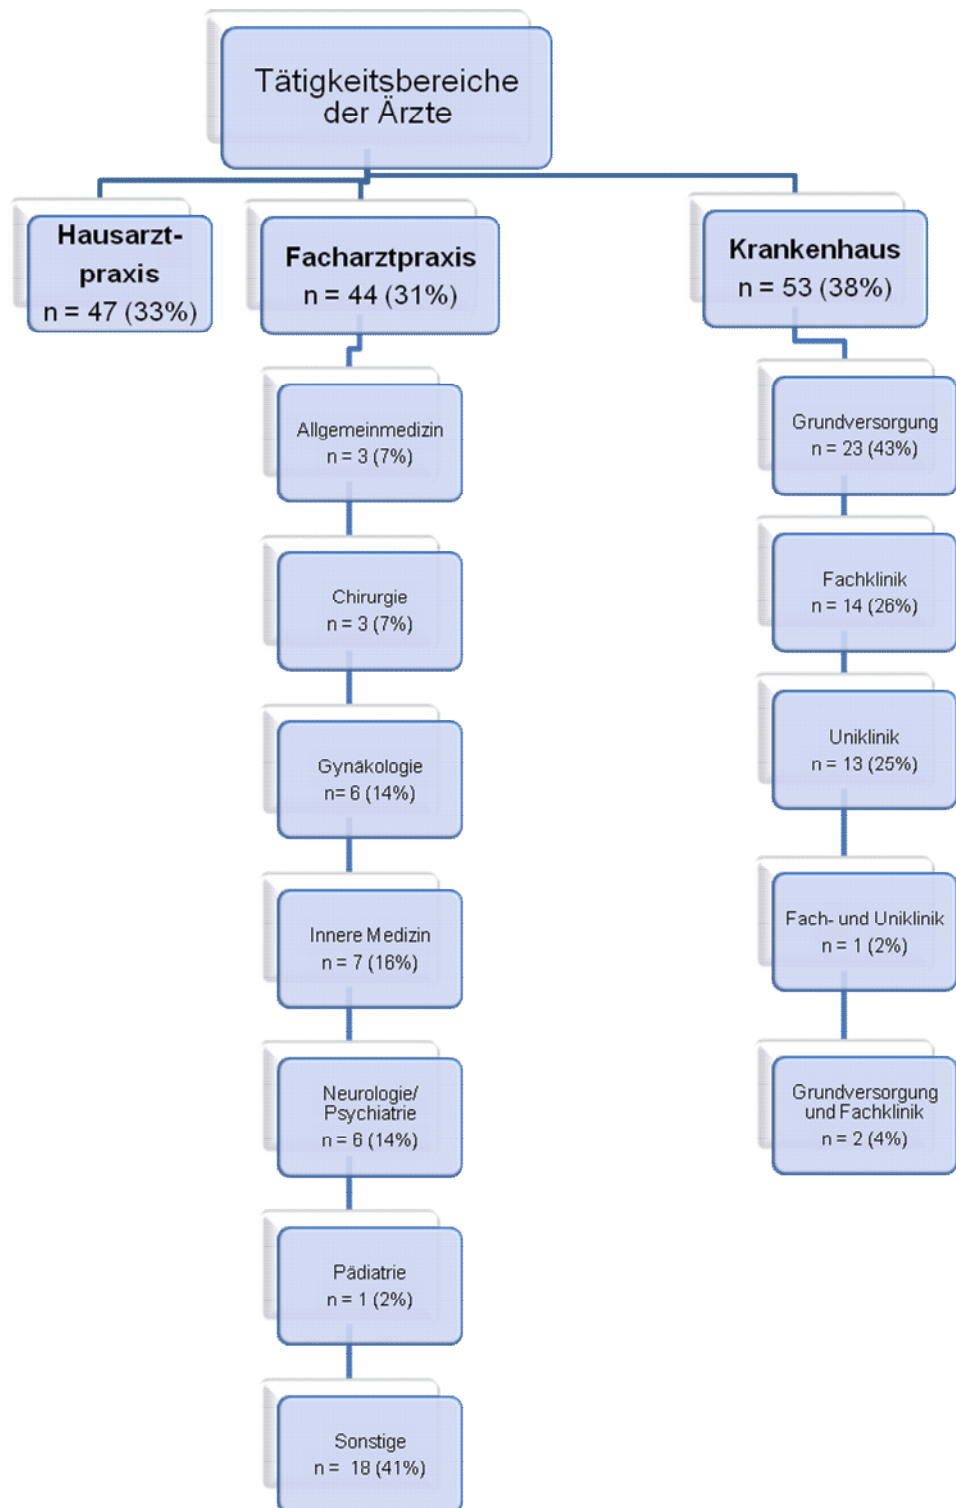 Tätigkeitsbereiche
der Ärzte
Hausarzt-
praxis
n = 47 (33%)
Facharztpraxis
n = 44 (31%)
Krankenhaus
n = 53 (38%)
Allgemeinmedizin
n = 3 (7%)
Chirurgie
n = 3 (7%)
Gynäkologie
n= 6 (14%)
Innere Medizin
n = 7 (16%)
Neurologie/
Psychiatrie
n = 6 (14%)
Pädiatrie
n = 1 (2%)
Sonstige
n = 18 (41%)
Grundversorgung
n = 23 (43%)
Fachklinik
n = 14 (26%)
Uniklinik
n = 13 (25%)
Fach- und Uniklinik
n = 1 (2%)
Grundversorgung
und Fachklinik
n = 2 (4%)